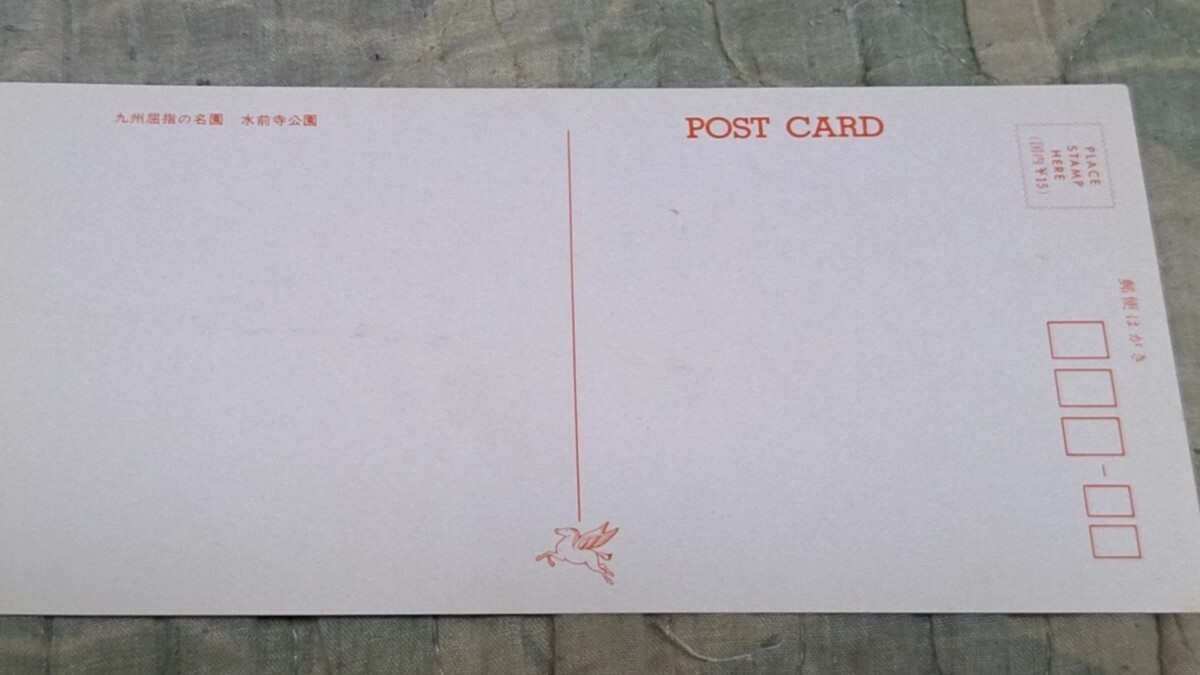 九州屈指の名園　水前寺公園
POST CARD
PLACE
STAMP
HERE
(国内¥15)
郵便はがき